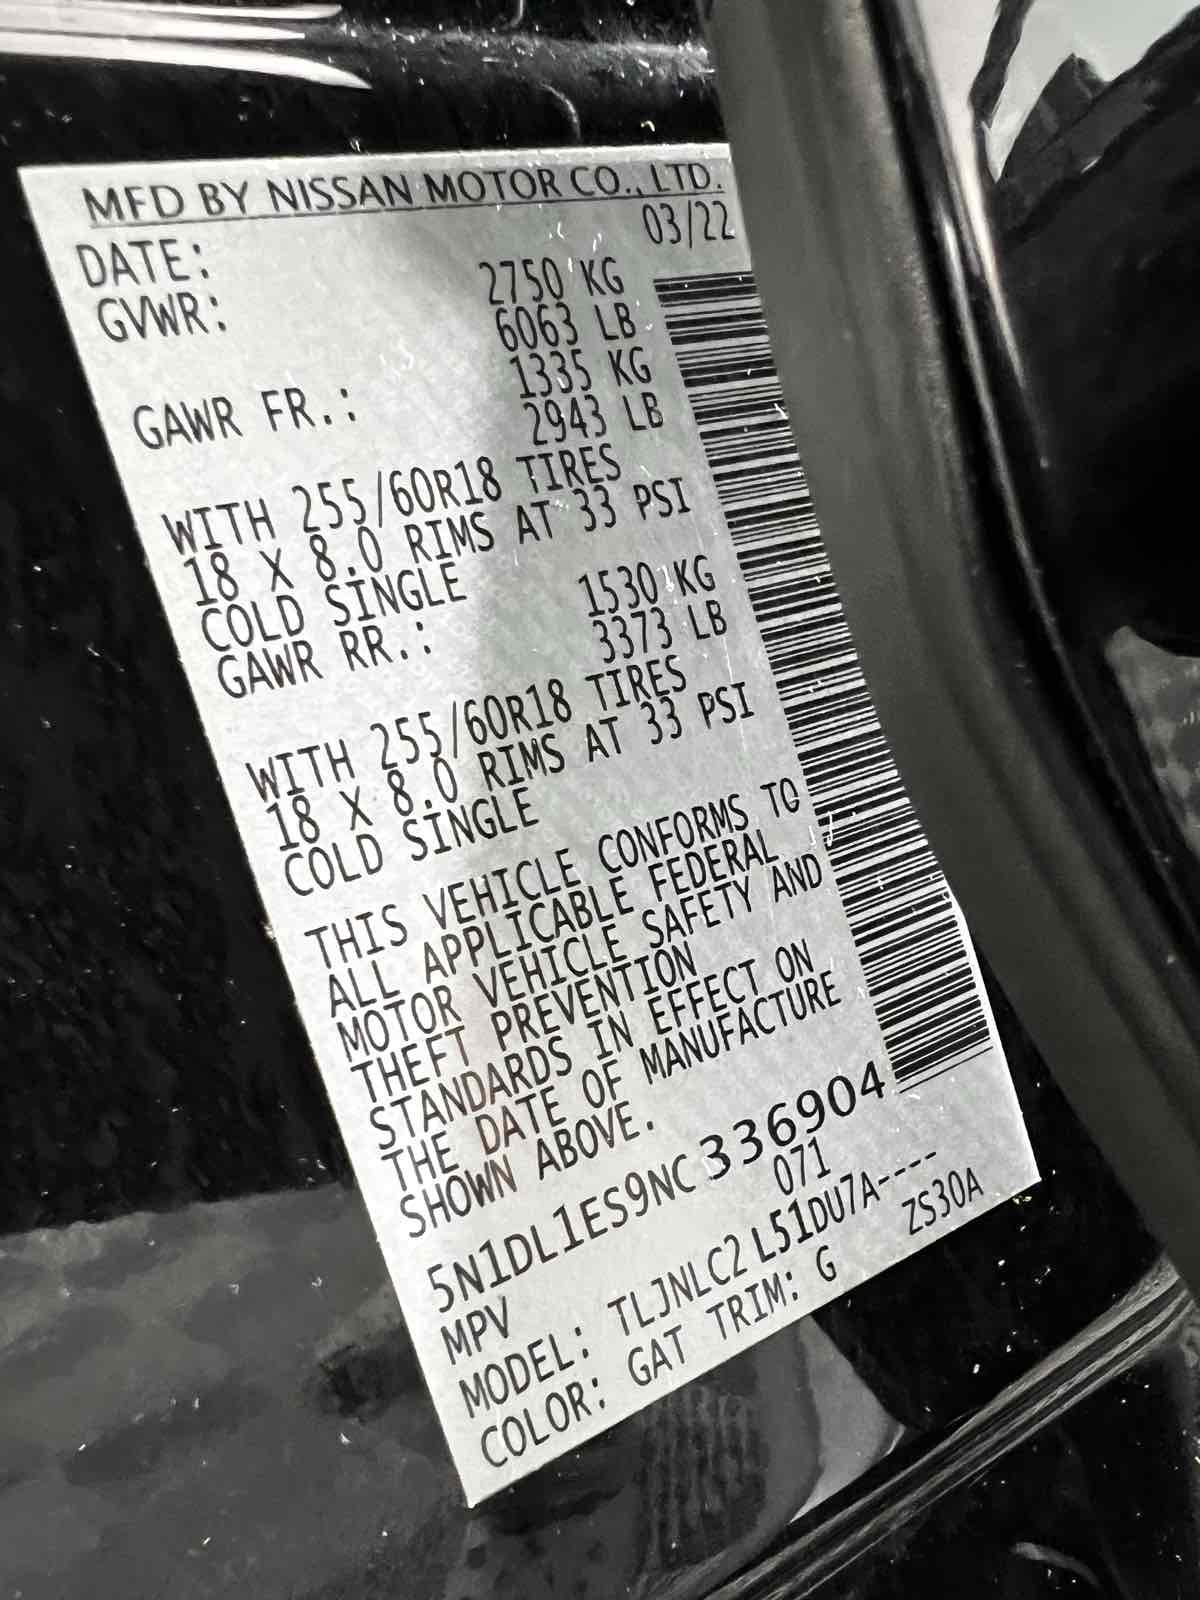 MFD BY NISSAN MOTOR CO., LTD.
DATE: 03/22
GVWR: 2750 KG
6063 LB
GAWR FR.: 1335 KG
2943 LB
WITH 255/60R18 TIRES
18 X 8.0 RIMS AT 33 PSI
COLD SINGLE
GAWR RR.: 1530 KG
3373 LB
WITH 255/60R18 TIRES
18 X 8.0 RIMS AT 33 PSI
COLD SINGLE
THIS VEHICLE CONFORMS TO
ALL APPLICABLE FEDERAL
MOTOR VEHICLE SAFETY AND
THEFT PREVENTION
STANDARDS IN EFFECT ON
THE DATE OF MANUFACTURE
SHOWN ABOVE.
5N1DL1ES9NC336904
MPV 071
MODEL: TLJNLC2 L51DU7A----
COLOR: GAT TRIM: G ZS30A